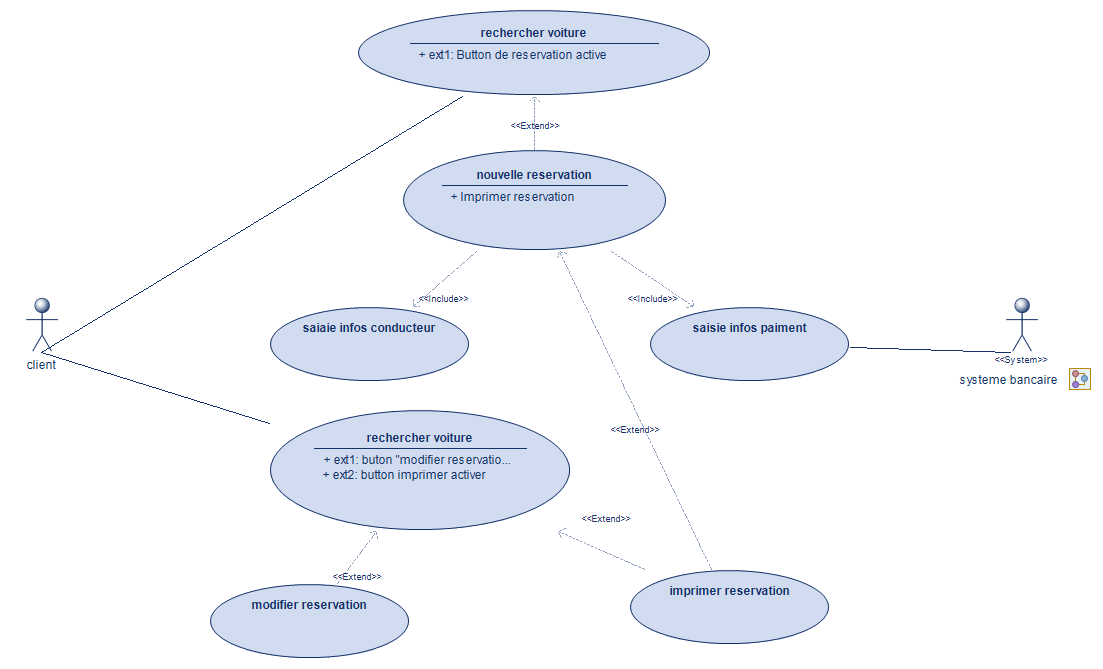 rechercher voiture
+ ext1: Button de reservation active
<<Extend>>
nouvelle reservation
+ Imprimer reservation
<<Include>>
<<Include>>
saiaie infos conducteur
saisie infos paiment
client
<<System>>
systeme bancaire
<<Extend>>
rechercher voiture
+ ext1: buton "modifier reservatio...
+ ext2: button imprimer activer
<<Extend>>
<<Extend>>
modifier reservation
imprimer reservation